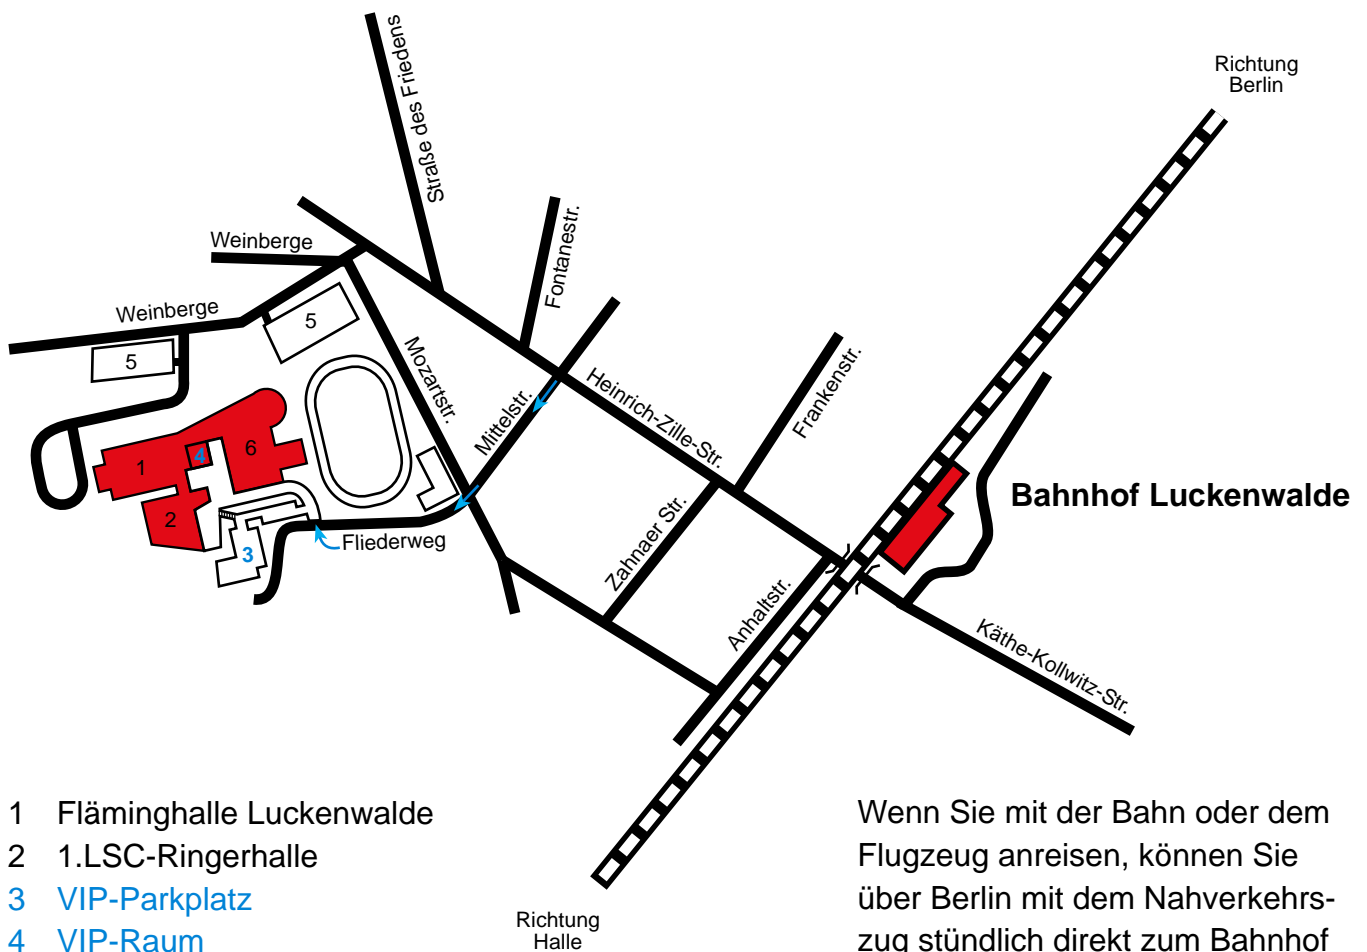 Richtung
Berlin
Straße des Friedens
Weinberge
Fontanestr.
Weinberge
5
5
Mozartstr.
Mittelstr.
Heinrich-Zille-Str.
Frankenstr.
6
4
1
2
3
Fliederweg
Bahnhof Luckenwalde
Zahnaer Str.
Anhaltstr.
Käthe-Kollwitz-Str.
1 Fläminghalle Luckenwalde
2 1.LSC-Ringerhalle
3 VIP-Parkplatz
4 VIP-Raum
Richtung
Halle
Wenn Sie mit der Bahn oder dem
Flugzeug anreisen, können Sie
über Berlin mit dem Nahverkehrs-
zug stündlich direkt zum Bahnhof